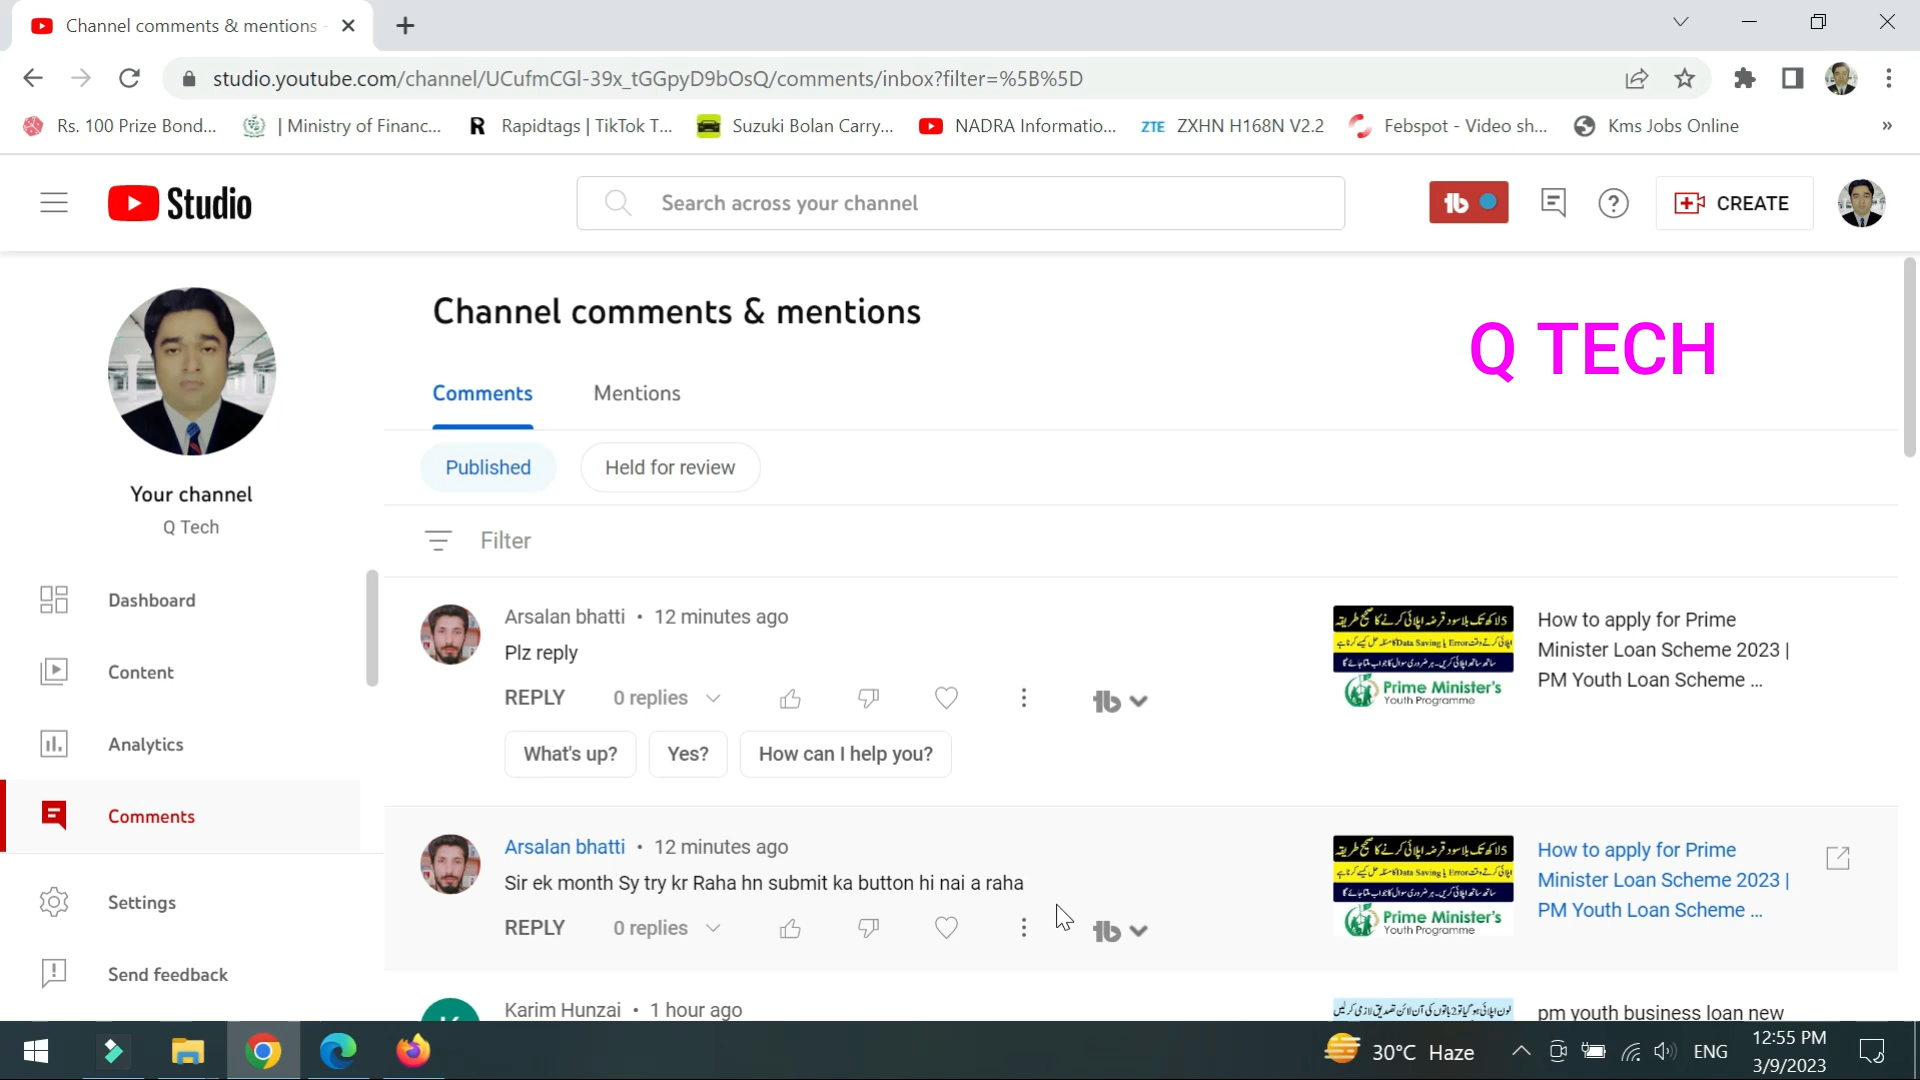 Channel comments & mentions -
studio.youtube.com/channel/UCufmCGl-39x_tGGpyD9bOsQ/comments/inbox?filter=%5B%5D
Rs. 100 Prize Bond...
| Ministry of Financ...
R Rapidtags | TikTok T...
Suzuki Bolan Carry...
NADRA Informatio...
ZTE ZXHN H168N V2.2
Febspot - Video sh...
Kms Jobs Online
»
Studio
Search across your channel
CREATE
Channel comments & mentions
Q TECH
Comments
Mentions
Published
Held for review
Your channel
Q Tech
Filter
Dashboard
Content
Analytics
Comments
Settings
Send feedback
Arsalan bhatti • 12 minutes ago
Plz reply
REPLY 0 replies
What's up?
Yes?
How can I help you?
Prime Minister's
Youth Programme
How to apply for Prime
Minister Loan Scheme 2023 |
PM Youth Loan Scheme ...
Arsalan bhatti • 12 minutes ago
Sir ek month Sy try kr Raha hn submit ka button hi nai a raha
REPLY 0 replies
Prime Minister's
Youth Programme
How to apply for Prime
Minister Loan Scheme 2023 |
PM Youth Loan Scheme ...
Karim Hunzai • 1 hour ago
pm youth business loan new
30°C Haze
ENG
12:55 PM
3/9/2023